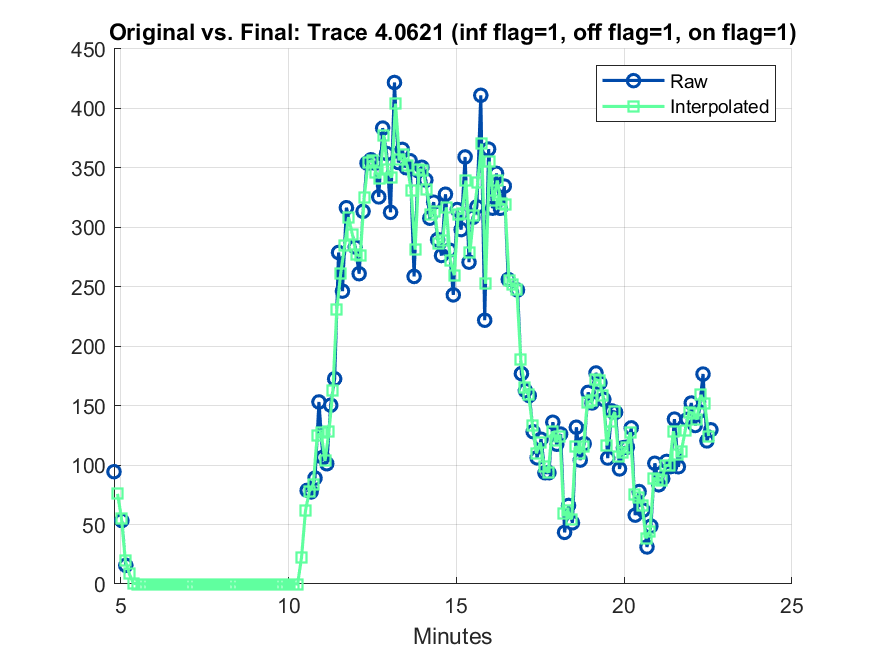 Original vs. Final: Trace 4.0621 (inf flag=1, off flag=1, on flag=1)
450
400
350
300
250
200
150
100
50
0
Raw
Interpolated
5 10 15 20 25
Minutes